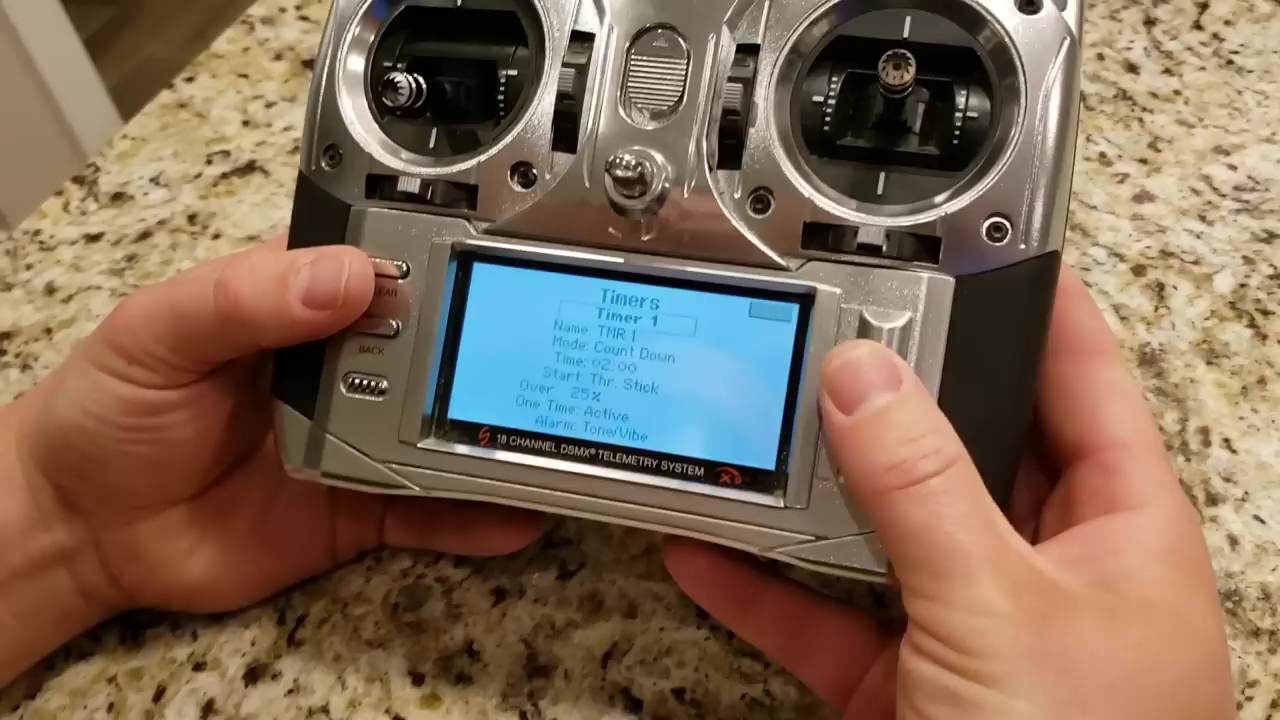 Timers
Timer 1
Name: TMR 1
Mode: Count Down
Time: 02:00
Start: Thr. Stick
Over 25%
One Time: Active
Alarm: Tone/Vibe
18 CHANNEL DSMX® TELEMETRY SYSTEM
BACK